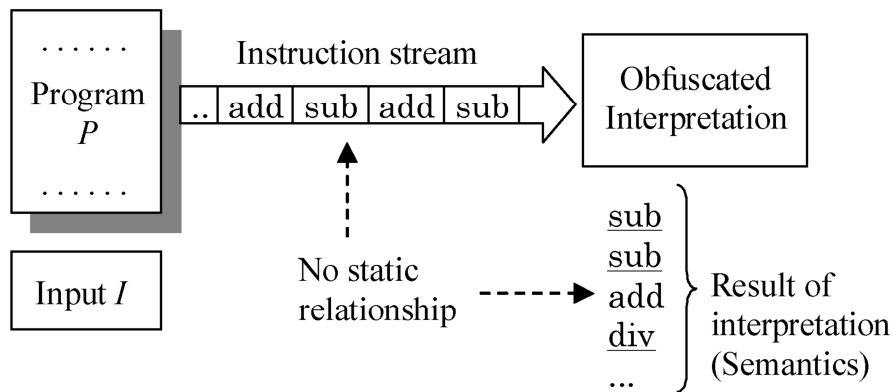 . . . . . .
Program
P
. . . . . .
Input I
Instruction stream
.. add sub add sub
Obfuscated
Interpretation
No static
relationship
sub
sub
add
div
...
Result of
interpretation
(Semantics)